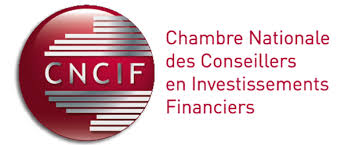 CNCIF
Chambre Nationale
des Conseillers
en Investissements
Financiers